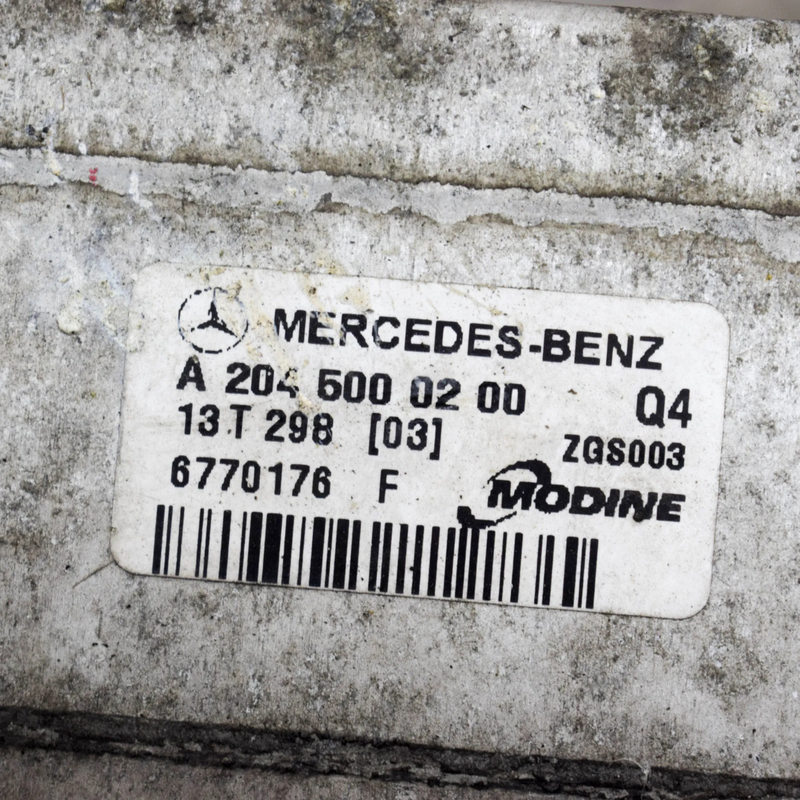 MERCEDES-BENZ
A 204 500 02 00 Q4
13 T 298 [03] ZGS003
6770176 F MODINE